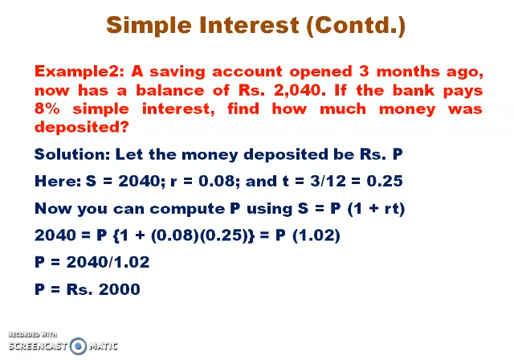 Simple Interest (Contd.)
Example2: A saving account opened 3 months ago,
now has a balance of Rs. 2,040. If the bank pays
8% simple interest, find how much money was
deposited?
Solution: Let the money deposited be Rs. P
Here: S = 2040; r = 0.08; and t = 3/12 = 0.25
Now you can compute P using S = P (1 + rt)
2040 = P {1 + (0.08)(0.25)} = P (1.02)
P = 2040/1.02
P = Rs. 2000
RECORDED WITH
SCREENCAST MATIC